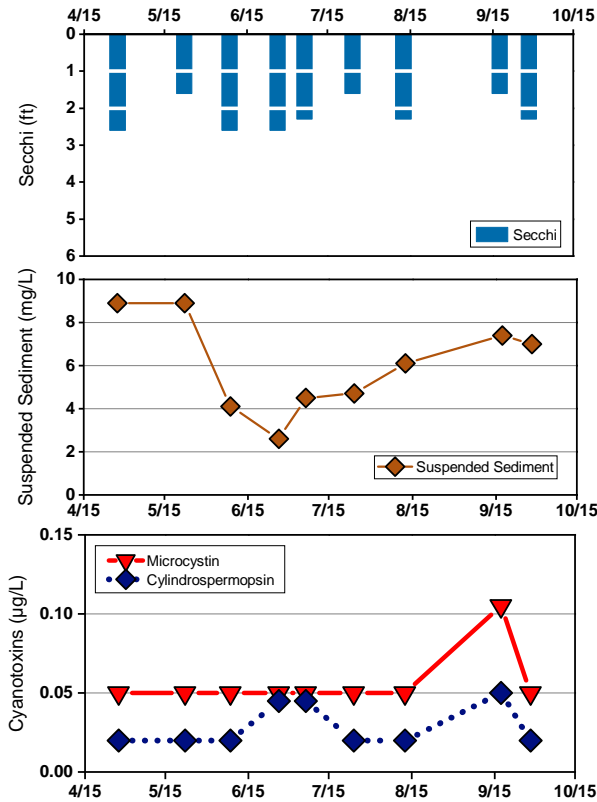 4/15 5/15 6/15 7/15 8/15 9/15 10/15
0
1
2
3
4
5
6
Secchi (ft)
Secchi
10
8
6
4
2
0
Suspended Sediment (mg/L)
Suspended Sediment
4/15 5/15 6/15 7/15 8/15 9/15 10/15
0.15
0.10
0.05
0.00
Cyanotoxins (µg/L)
Microcystin
Cylindrospermopsin
4/15 5/15 6/15 7/15 8/15 9/15 10/15